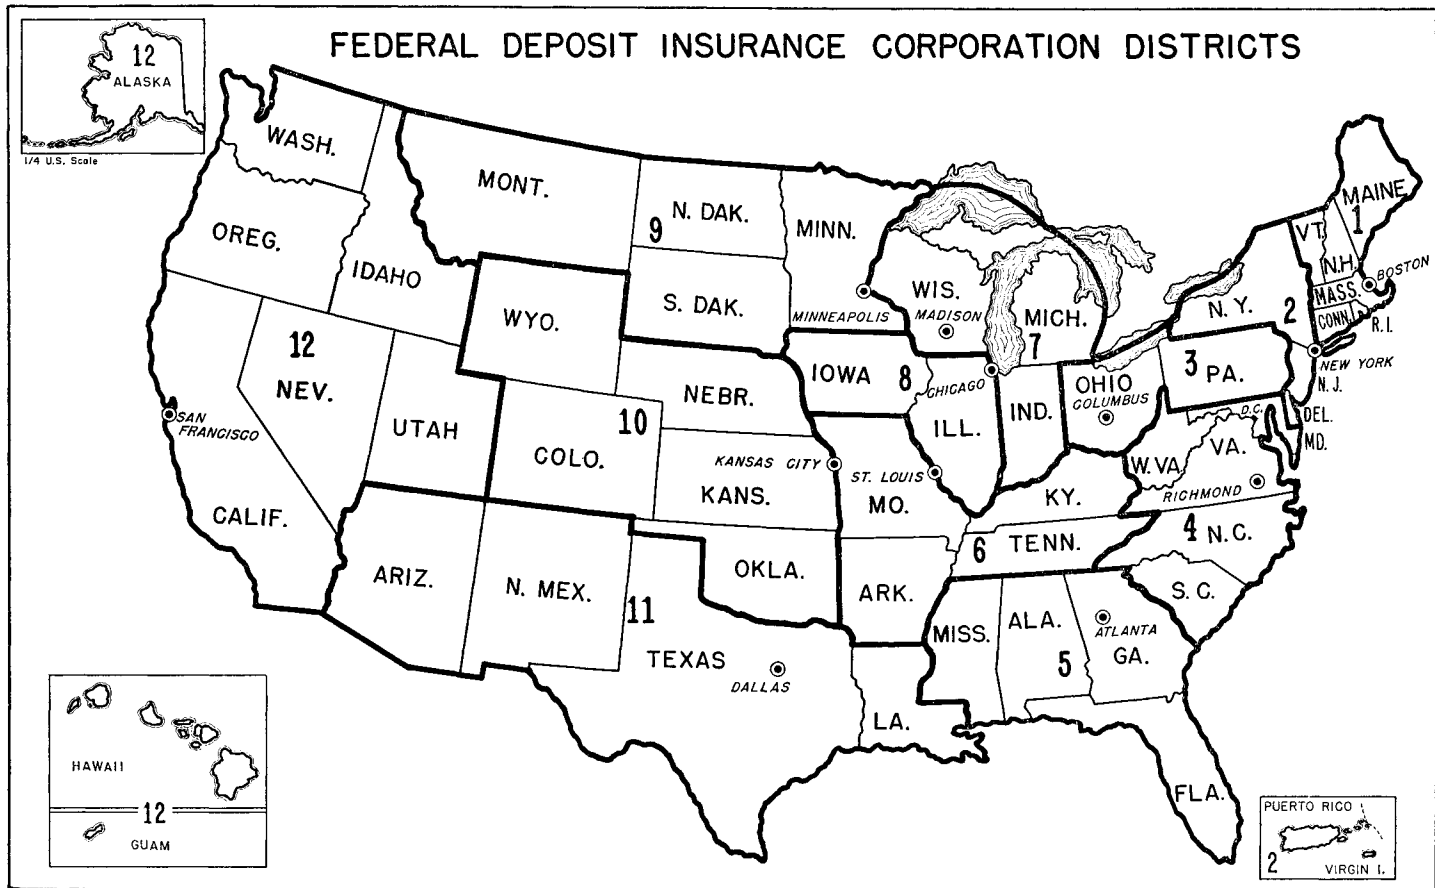 FEDERAL DEPOSIT INSURANCE CORPORATION DISTRICTS
12
ALASKA
1/4 U.S. Scale
WASH.
MONT.
N. DAK.
9
MINN.
MAINE
1
VT.
N.H.
OREG.
IDAHO
S. DAK.
WIS.
MADISON
MINNEAPOLIS
MICH.
7
N. Y.
2
MASS.
BOSTON
CONN.
R.I.
WYO.
12
NEV.
NEBR.
IOWA
8
CHICAGO
OHIO
COLUMBUS
3
PA.
NEW YORK
N. J.
SAN
FRANCISCO
UTAH
10
COLO.
IND.
ILL.
D.C.
DEL.
MD.
KANSAS CITY
KANS.
ST. LOUIS
MO.
KY.
W. VA.
VA.
RICHMOND
CALIF.
ARIZ.
N. MEX.
OKLA.
ARK.
6
TENN.
4
N.C.
S. C.
11
TEXAS
DALLAS
MISS.
ALA.
5
ATLANTA
GA.
LA.
FLA.
HAWAII
12
GUAM
PUERTO RICO
2
VIRGIN I.